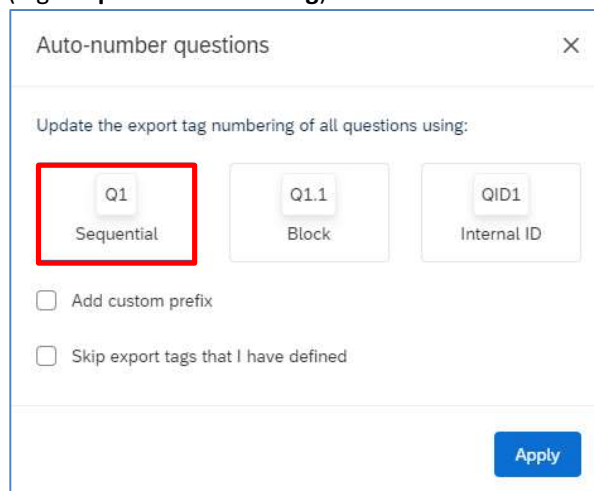 Auto-number questions
Update the export tag numbering of all questions using:
Q1
Sequential
Q1.1
Block
QID1
Internal ID
Add custom prefix
Skip export tags that I have defined
Apply